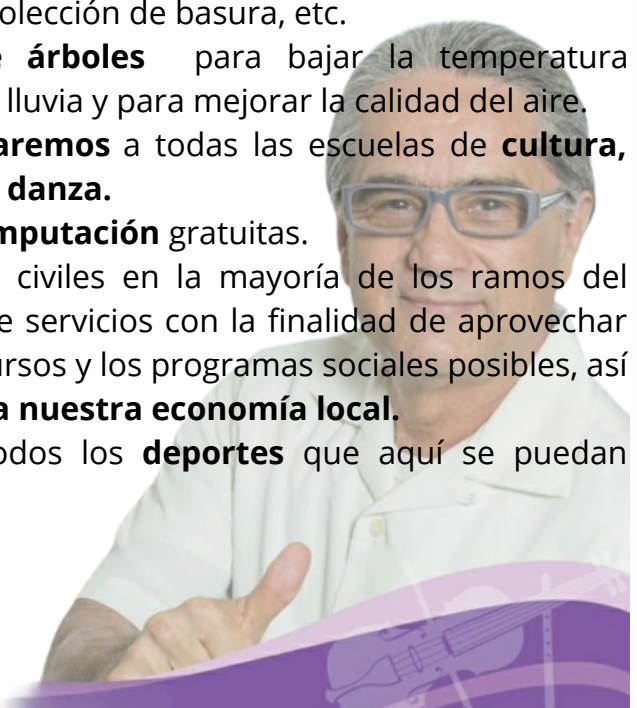 olección de basura, etc.
e árboles para bajar la temperatura
lluvia y para mejorar la calidad del aire.
aremos a todas las escuelas de cultura,
danza.
mputación gratuitas.
civiles en la mayoría de los ramos del
e servicios con la finalidad de aprovechar
ursos y los programas sociales posibles, así
a nuestra economía local.
odos los deportes que aquí se puedan